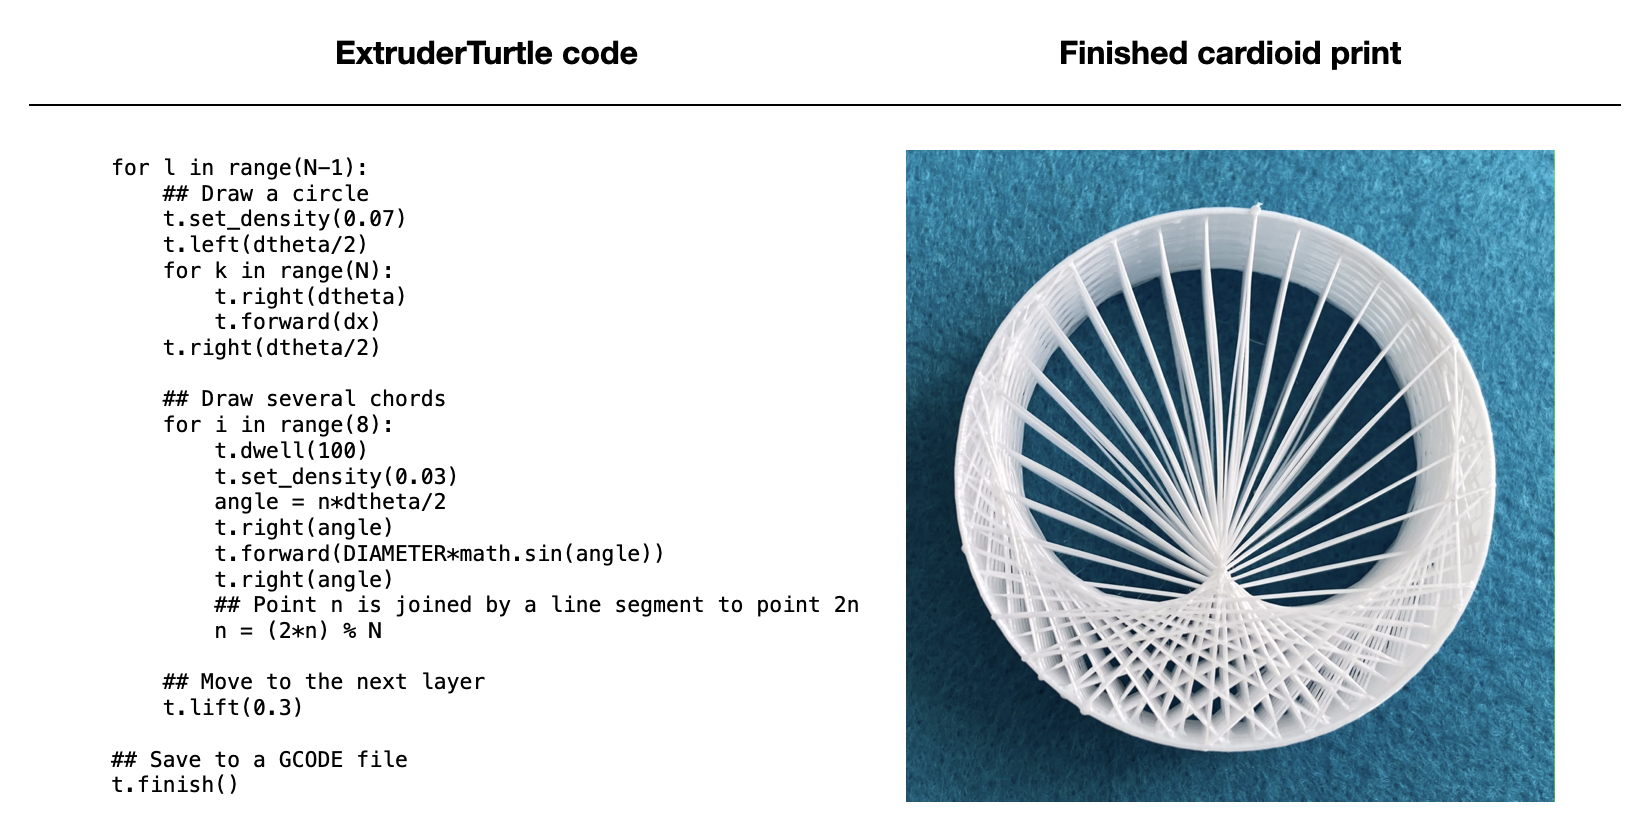 ExtruderTurtle code
Finished cardioid print
for l in range(N-1):
    ## Draw a circle
    t.set_density(0.07)
    t.left(dtheta/2)
    for k in range(N):
        t.right(dtheta)
        t.forward(dx)
    t.right(dtheta/2)

    ## Draw several chords
    for i in range(8):
        t.dwell(100)
        t.set_density(0.03)
        angle = n*dtheta/2
        t.right(angle)
        t.forward(DIAMETER*math.sin(angle))
        t.right(angle)
        ## Point n is joined by a line segment to point 2n
        n = (2*n) % N

    ## Move to the next layer
    t.lift(0.3)

## Save to a GCODE file
t.finish()